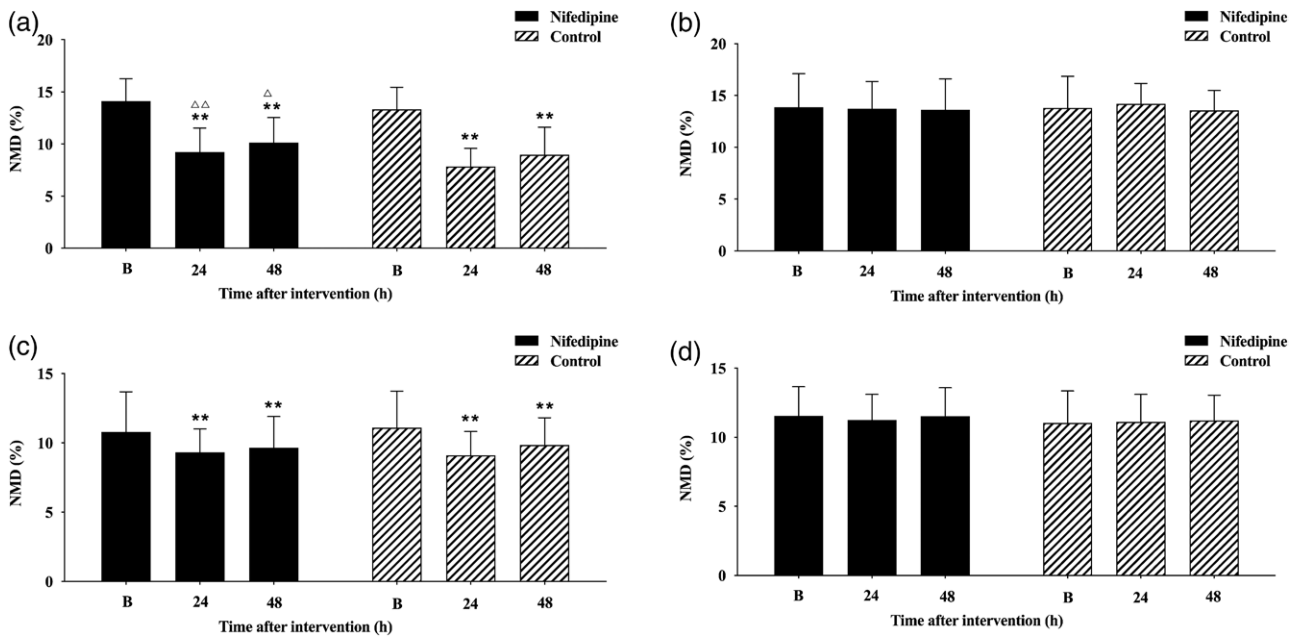 (a)
Nifedipine
Control
20
15
10
5
0
NMD (%)
△△
**
△
**
**
**
B 24 48 B 24 48
Time after intervention (h)
(b)
Nifedipine
Control
20
15
10
5
0
NMD (%)
B 24 48 B 24 48
Time after intervention (h)
(c)
Nifedipine
Control
15
10
5
0
NMD (%)
**
**
**
**
B 24 48 B 24 48
Time after intervention (h)
(d)
Nifedipine
Control
15
10
5
0
NMD (%)
B 24 48 B 24 48
Time after intervention (h)